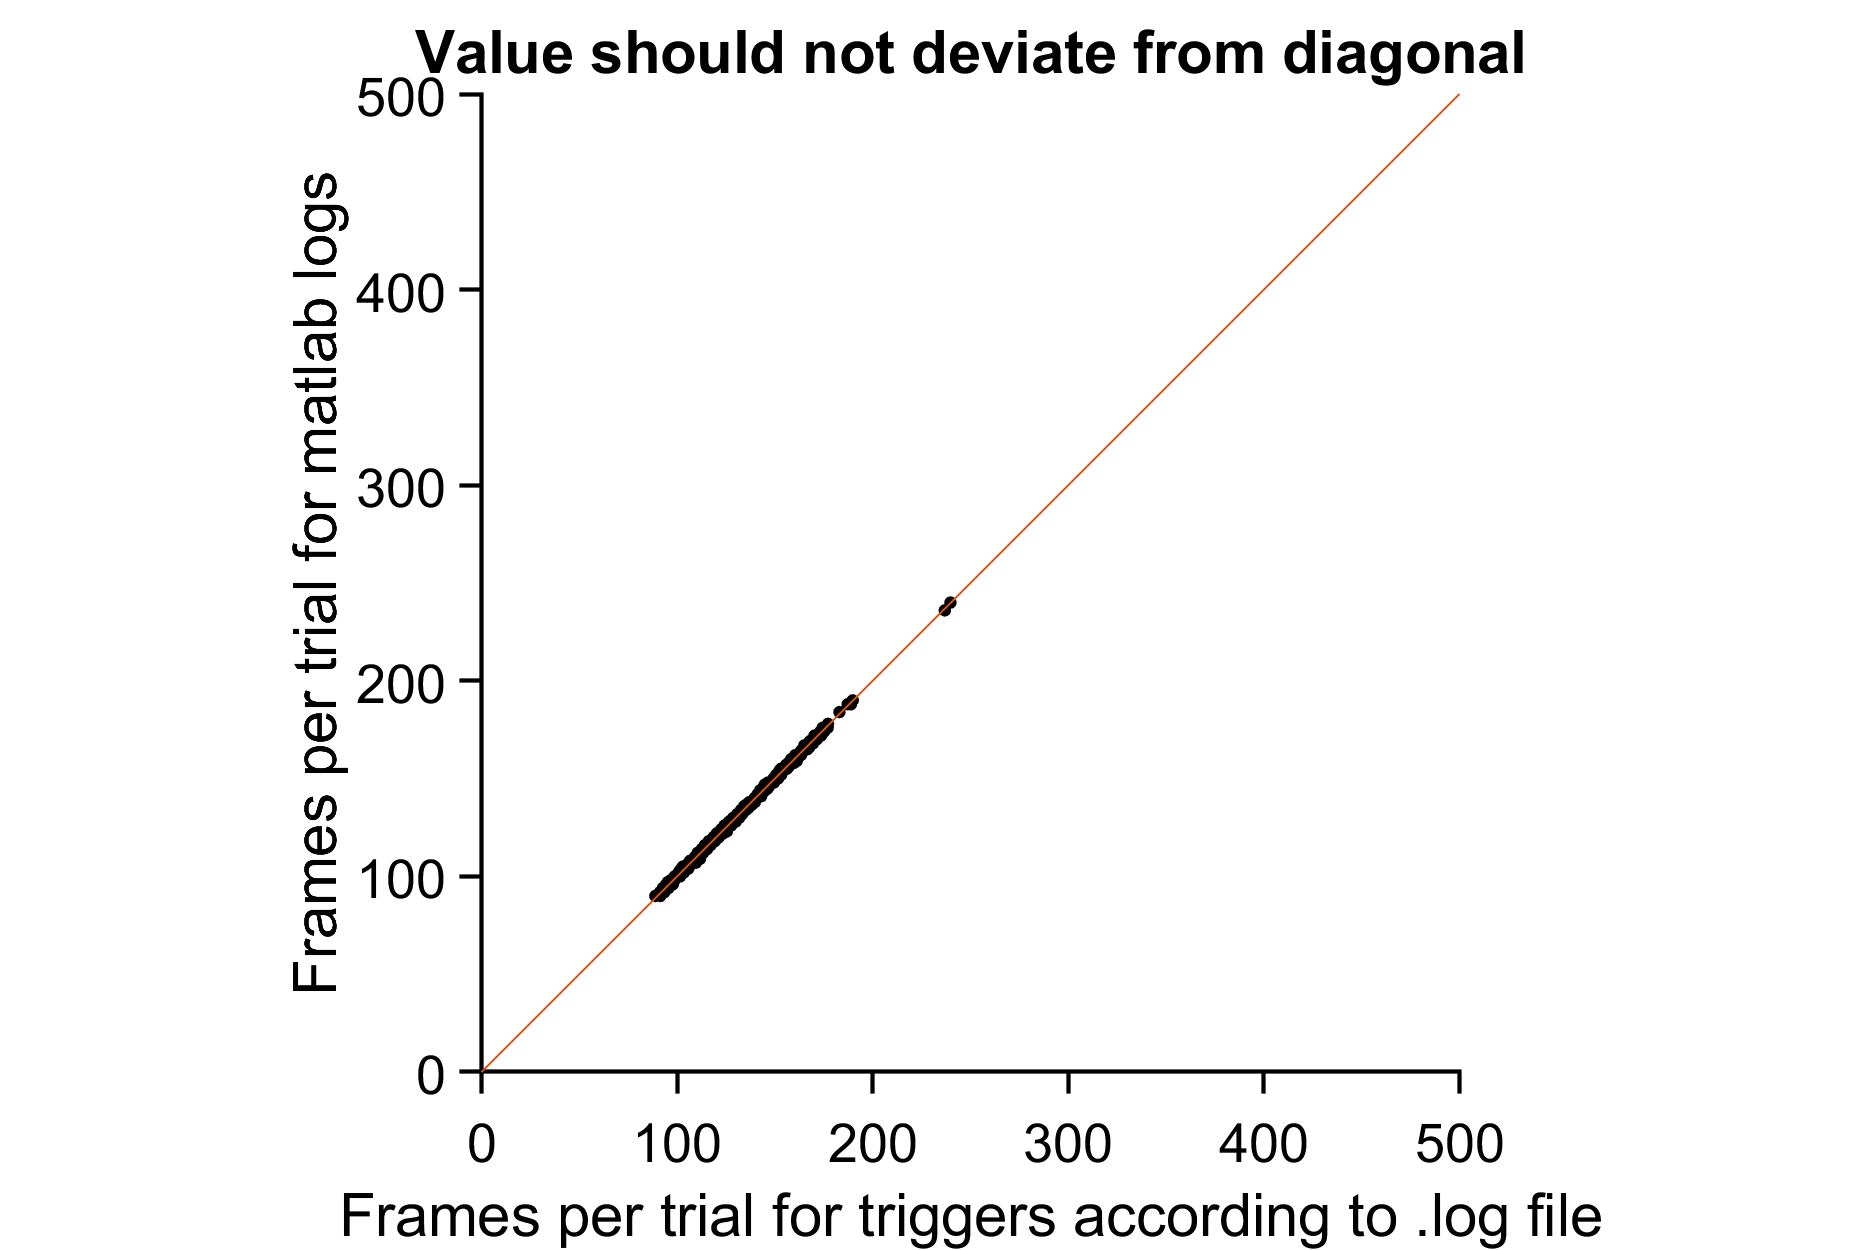 Value should not deviate from diagonal
500
400
300
200
100
0
Frames per trial for matlab logs
0 100 200 300 400 500
Frames per trial for triggers according to .log file